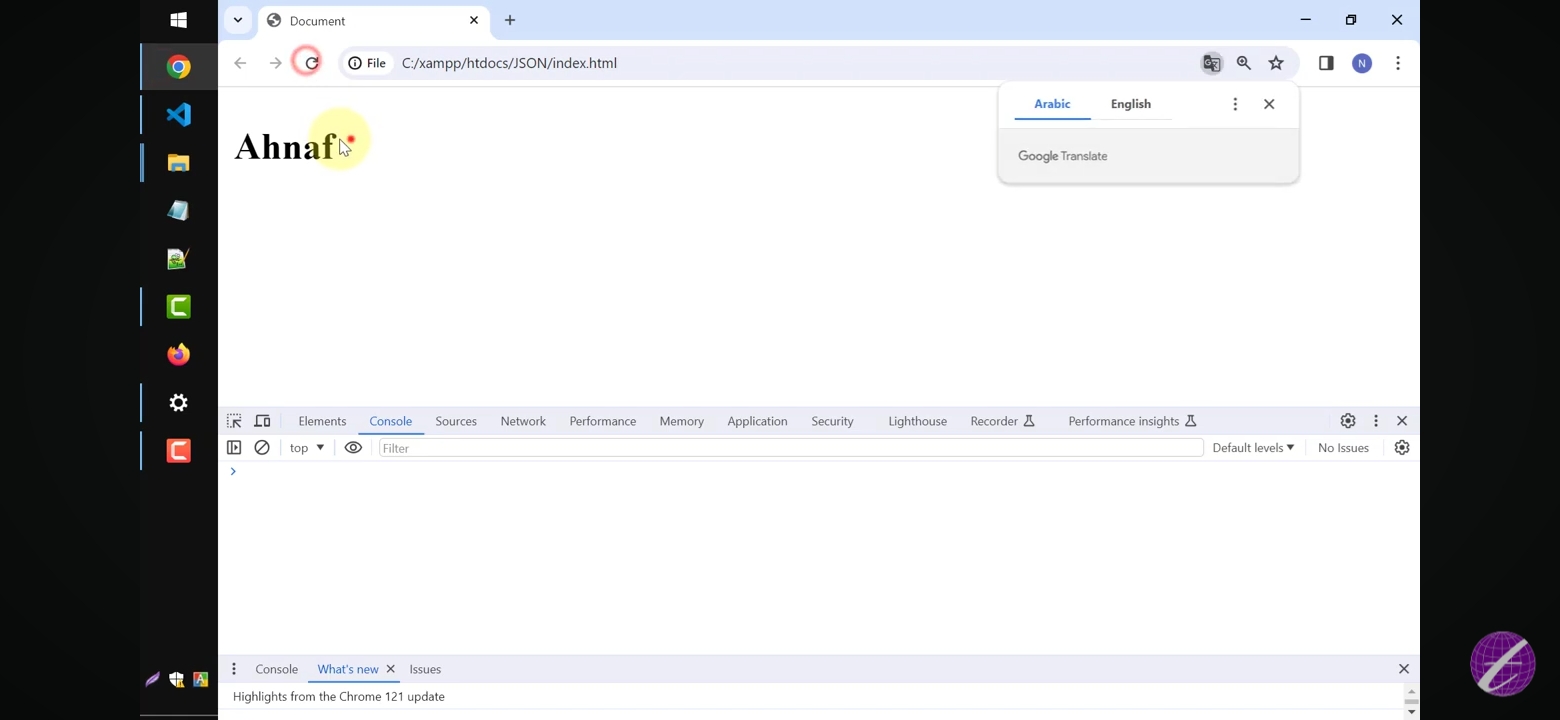 Document
File
C:/xampp/htdocs/JSON/index.html
N
Arabic English
Google Translate
Ahnaf
Elements Console Sources Network Performance Memory Application Security Lighthouse Recorder Performance insights
top Filter Default levels No Issues
Console What's new Issues
Highlights from the Chrome 121 update